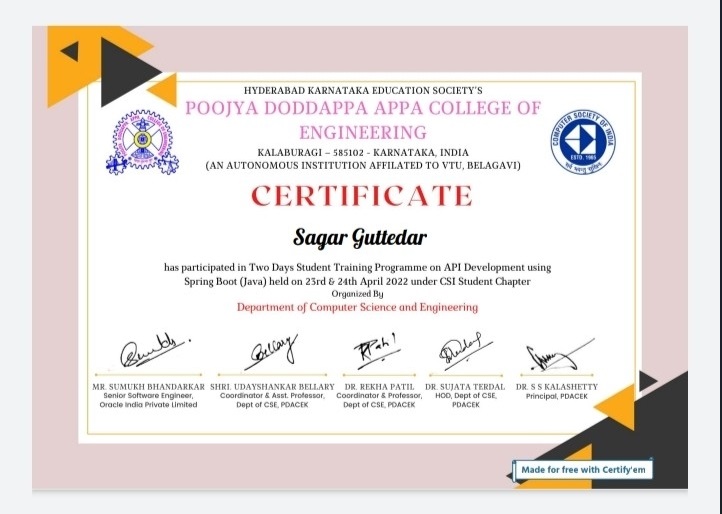 HYDERABAD KARNATAKA EDUCATION SOCIETY'S
POOJYA DODDAPPA APPA COLLEGE OF
ENGINEERING
KALABURAGI – 585102 - KARNATAKA, INDIA
(AN AUTONOMOUS INSTITUTION AFFILATED TO VTU, BELAGAVI)
COMPUTER SOCIETY OF INDIA
ESTD. 1965
CERTIFICATE
Sagar Guttedar
has participated in Two Days Student Training Programme on API Development using
Spring Boot (Java) held on 23rd & 24th April 2022 under CSI Student Chapter
Organized By
Department of Computer Science and Engineering
MR. SUMUKH BHANDARKAR SHRI. UDAYSHANKAR BELLARY DR. REKHA PATIL DR. SUJATA TERDAL DR. S S KALASHETTY
Senior Software Engineer, Coordinator & Asst. Professor, Coordinator & Professor, HOD, Dept of CSE, Principal, PDACEK
Oracle India Private Limited Dept of CSE, PDACEK Dept of CSE, PDACEK PDACEK
Made for free with Certify'em